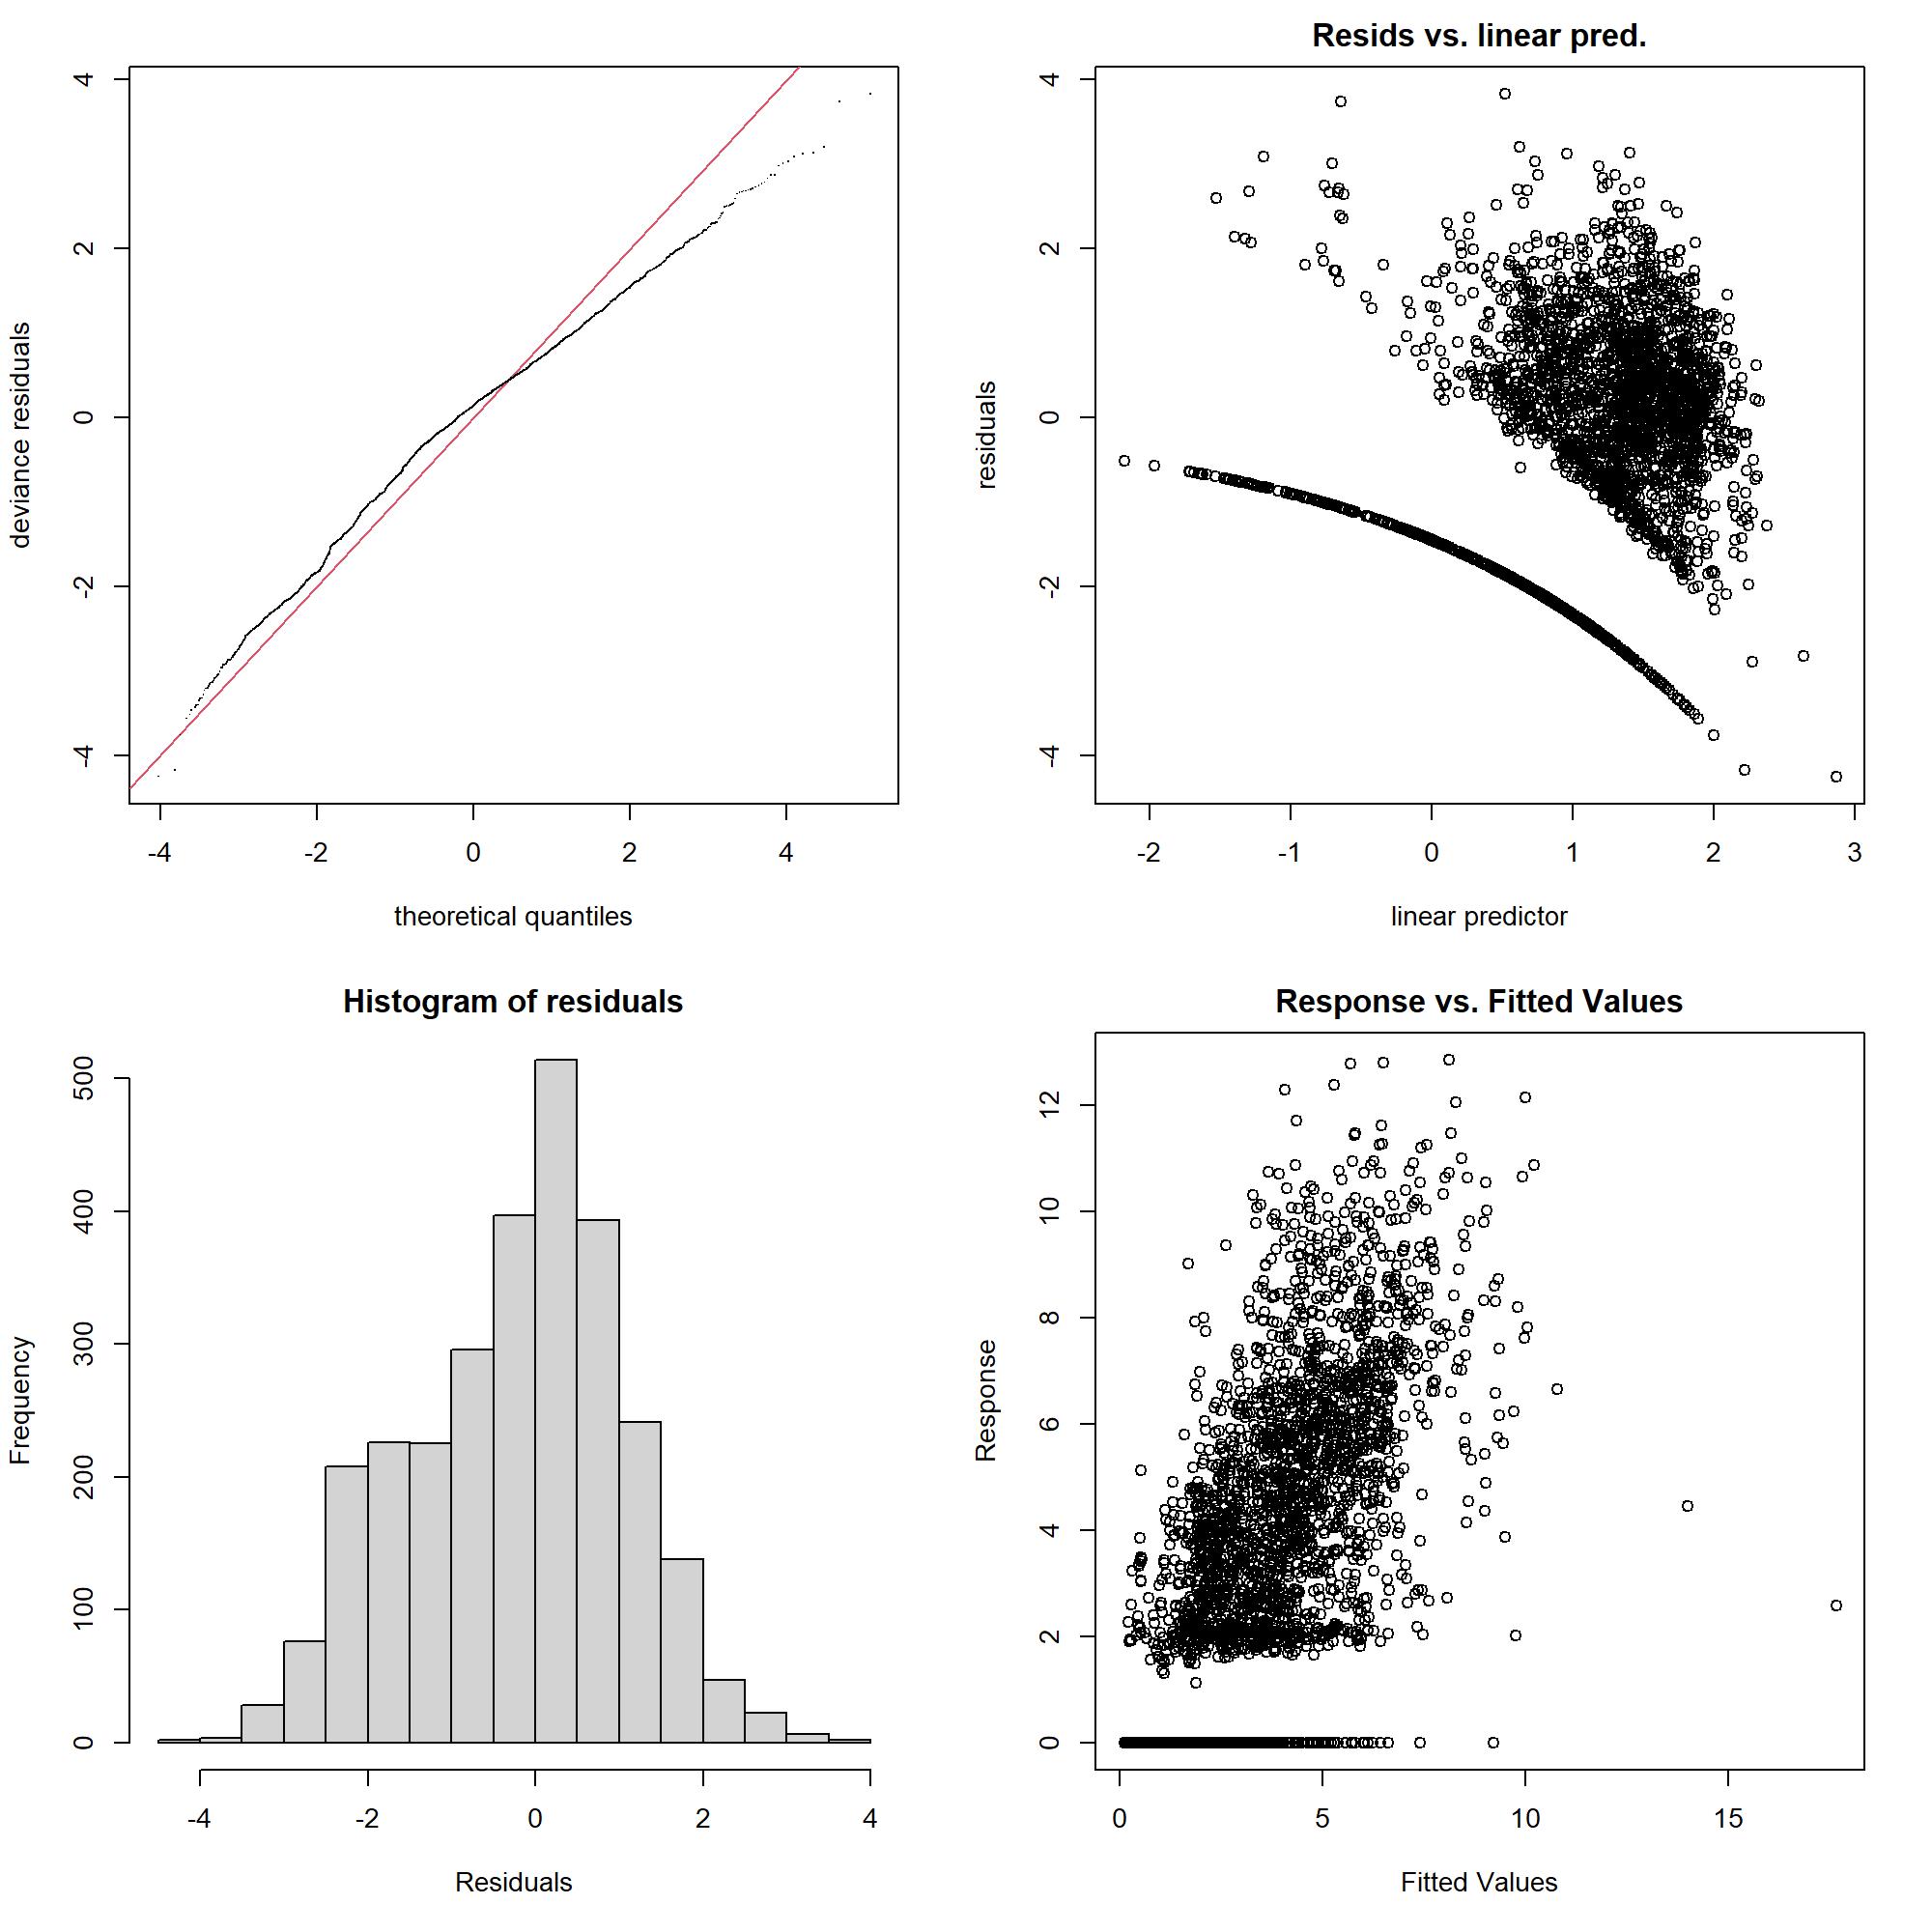 deviance residuals
4
2
0
-2
-4
-4 -2 0 2 4
theoretical quantiles
Resids vs. linear pred.
residuals
4
2
0
-2
-4
-2 -1 0 1 2 3
linear predictor
Histogram of residuals
Frequency
500
400
300
200
100
0
-4 -2 0 2 4
Residuals
Response vs. Fitted Values
Response
12
10
8
6
4
2
0
0 5 10 15
Fitted Values